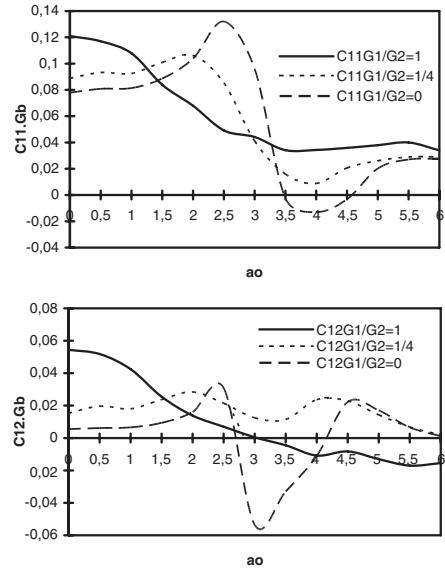 0,14
0,12
0,10
0,08
0,06
0,04
0,02
0
-0,02
-0,04
C11.Gb
C11G1/G2=1
C11G1/G2=1/4
C11G1/G2=0
0 0,5 1 1,5 2 2,5 3 3,5 4 4,5 5 5,5 6
ao
0,08
0,06
0,04
0,02
0
-0,02
-0,04
-0,06
C12.Gb
C12G1/G2=1
C12G1/G2=1/4
C12G1/G2=0
0 0,5 1 1,5 2 2,5 3 3,5 4 4,5 5 5,5 6
ao